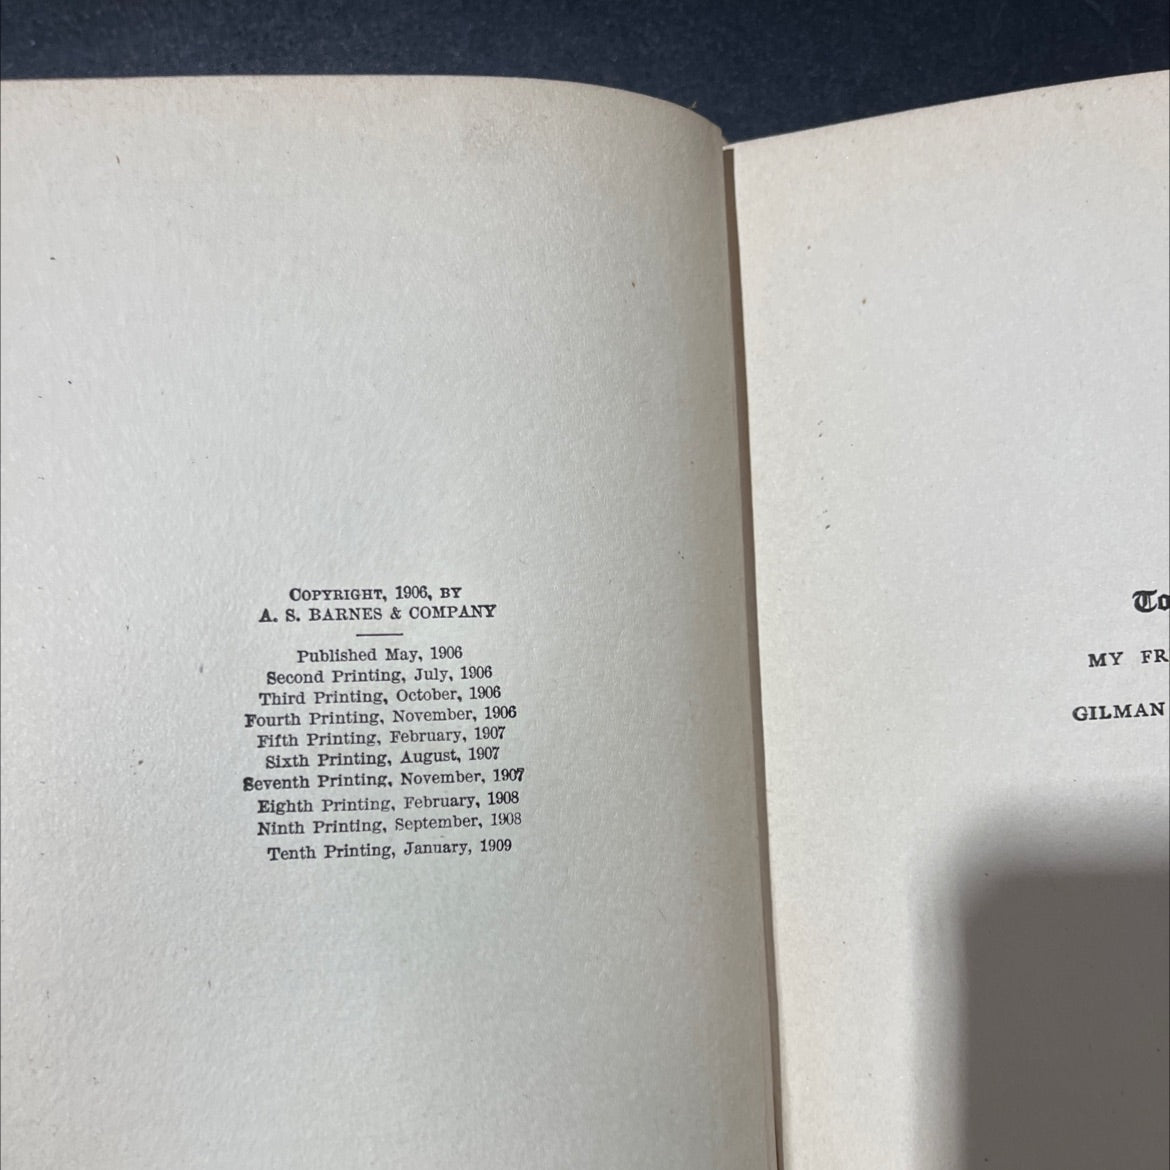 COPYRIGHT, 1906, BY
A. S. BARNES & COMPANY
Published May, 1906
Second Printing, July, 1906
Third Printing, October, 1906
Fourth Printing, November, 1906
Fifth Printing, February, 1907
Sixth Printing, August, 1907
Seventh Printing, November, 1907
Eighth Printing, February, 1908
Ninth Printing, September, 1908
Tenth Printing, January, 1909
To
MY FR
GILMAN